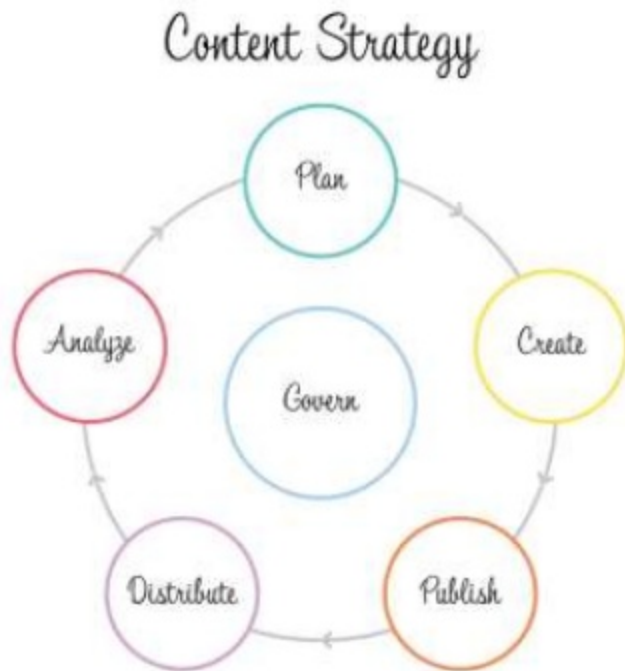 Content Strategy
Plan
Create
Publish
Distribute
Analyze
Govern